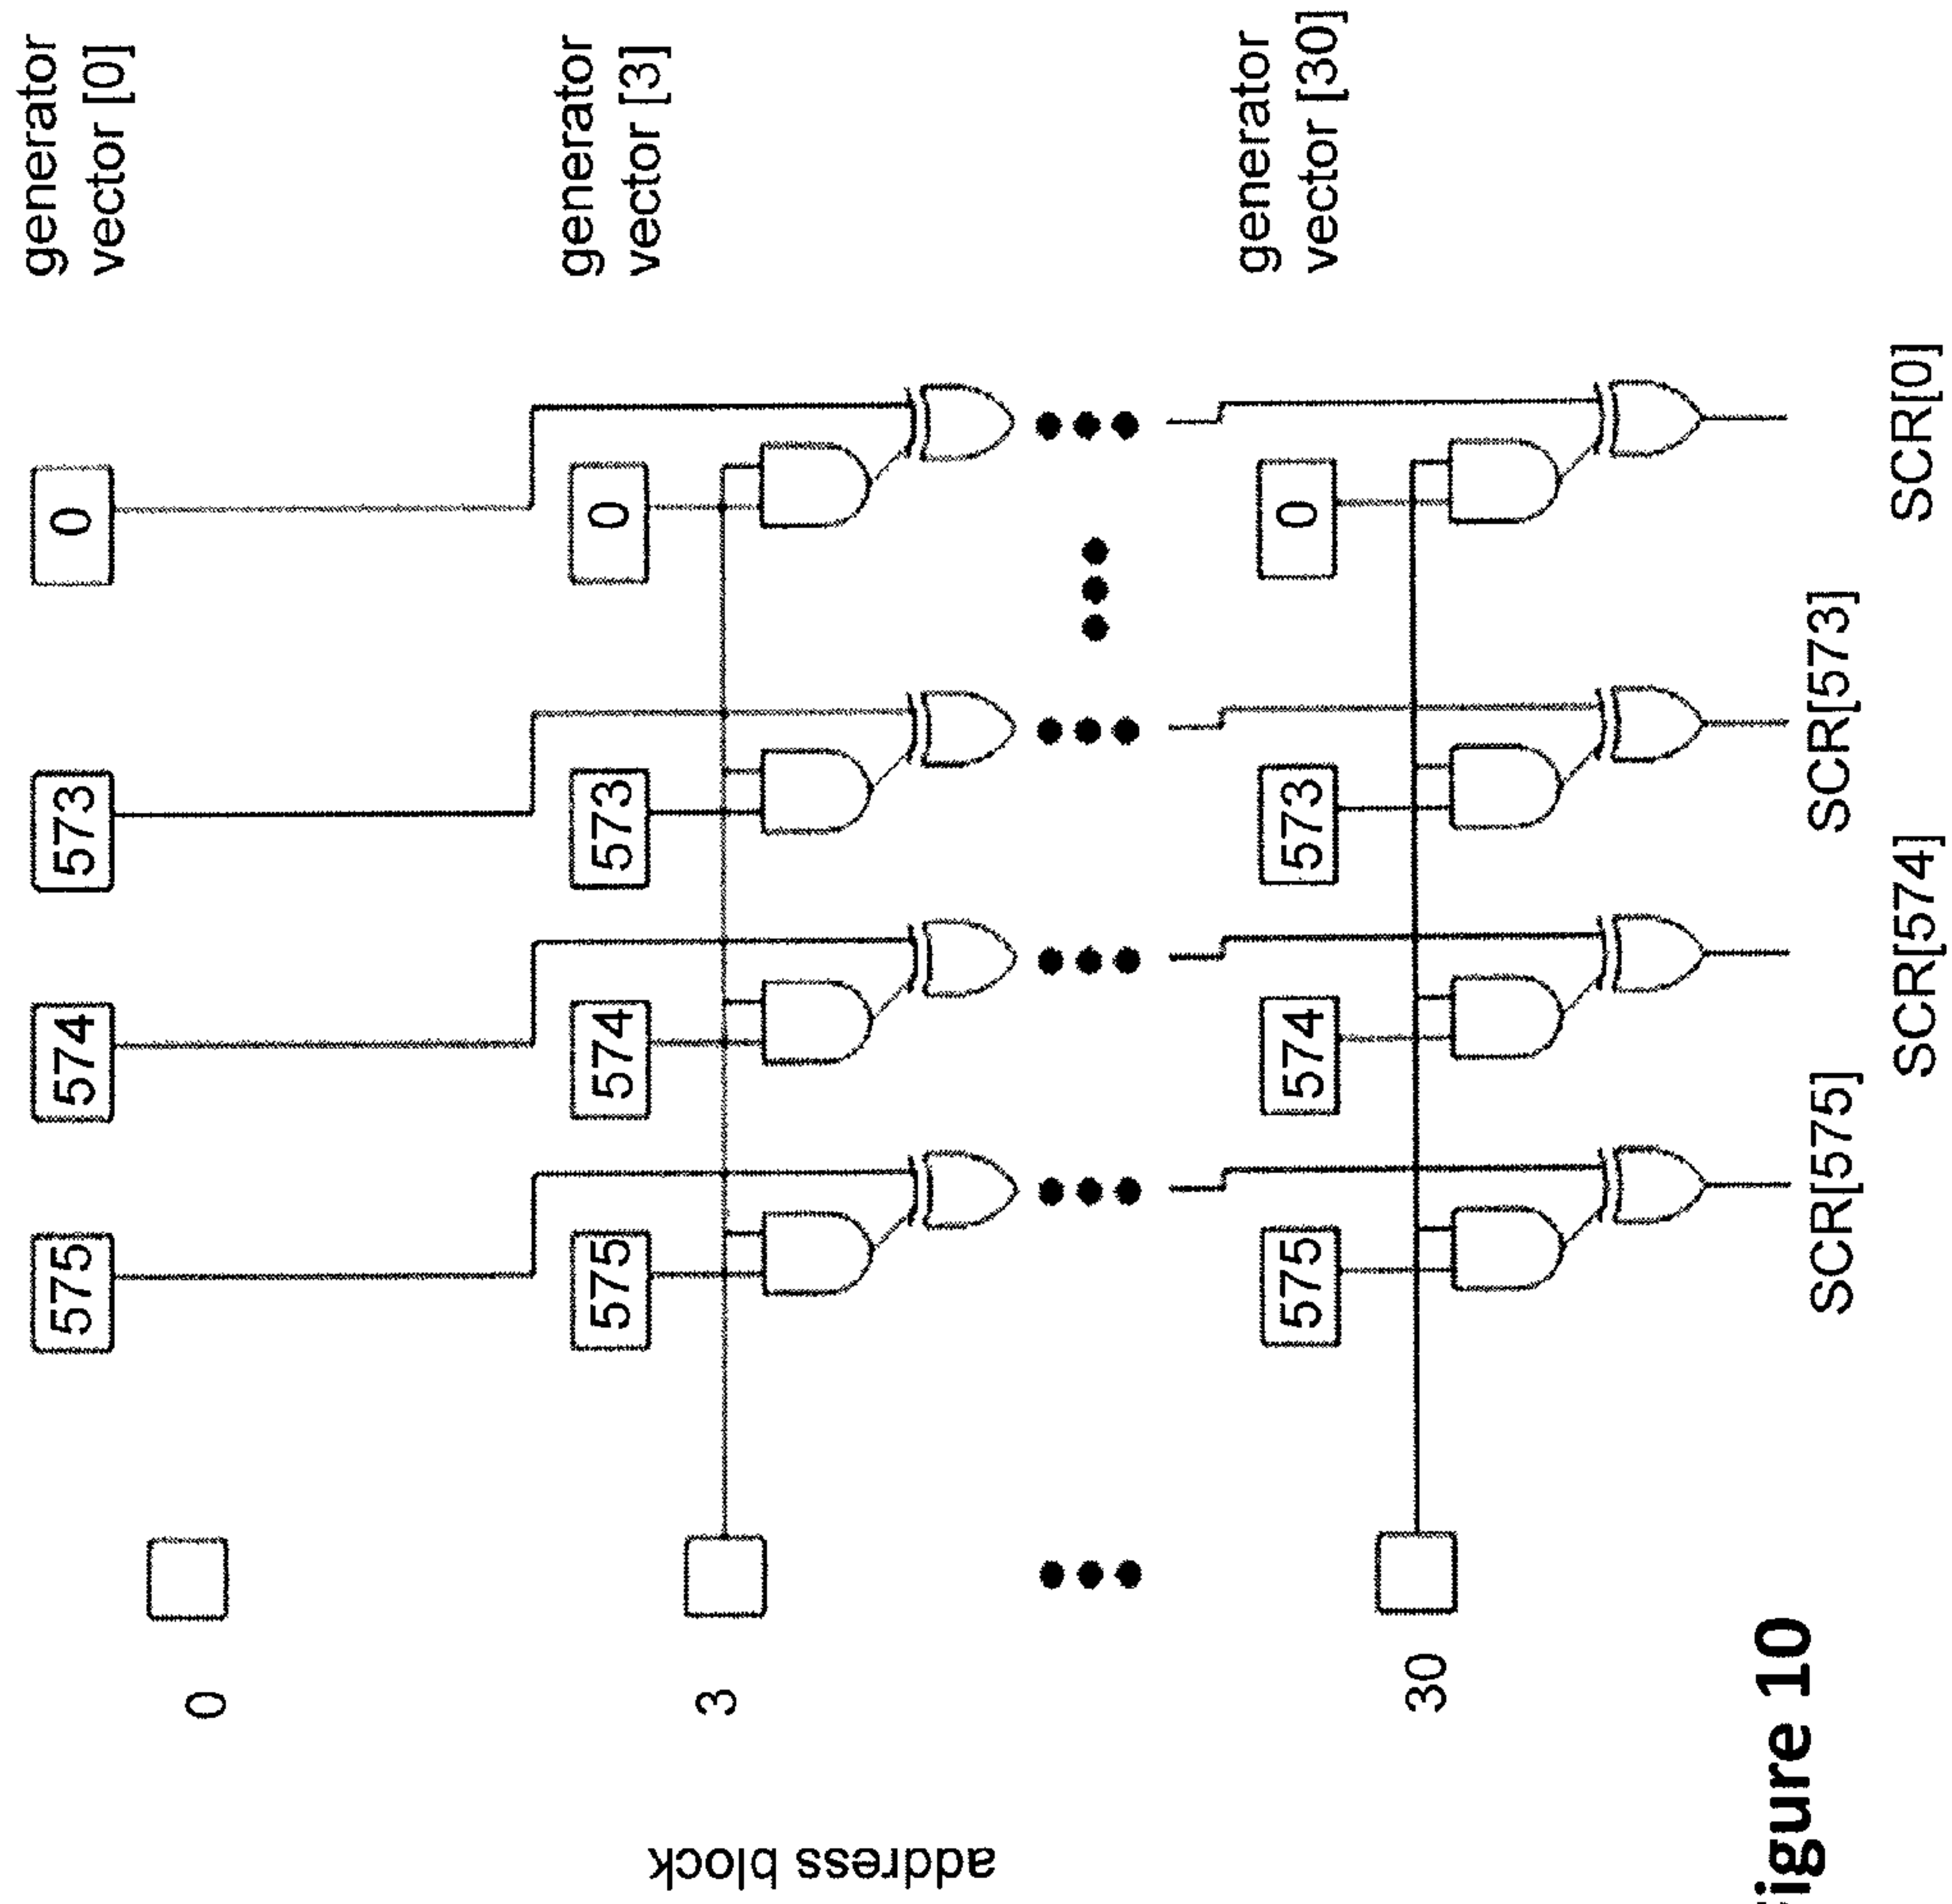 generator
vector [0]
575
574
573
0
0
generator
vector [3]
575
574
573
0
3
address block
generator
vector [30]
575
574
573
0
30
SCR[575]
SCR[574]
SCR[573]
SCR[0]
igure 10